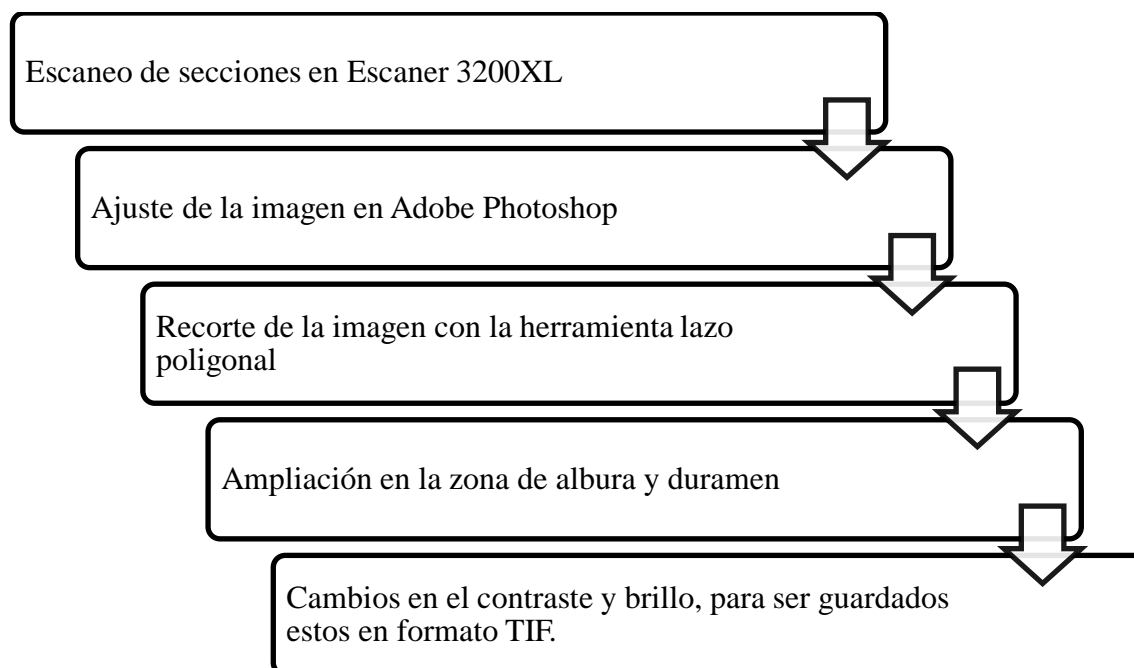 Escaneo de secciones en Escaner 3200XL
Ajuste de la imagen en Adobe Photoshop
Recorte de la imagen con la herramienta lazo
poligonal
Ampliación en la zona de albura y duramen
Cambios en el contraste y brillo, para ser guardados
estos en formato TIF.